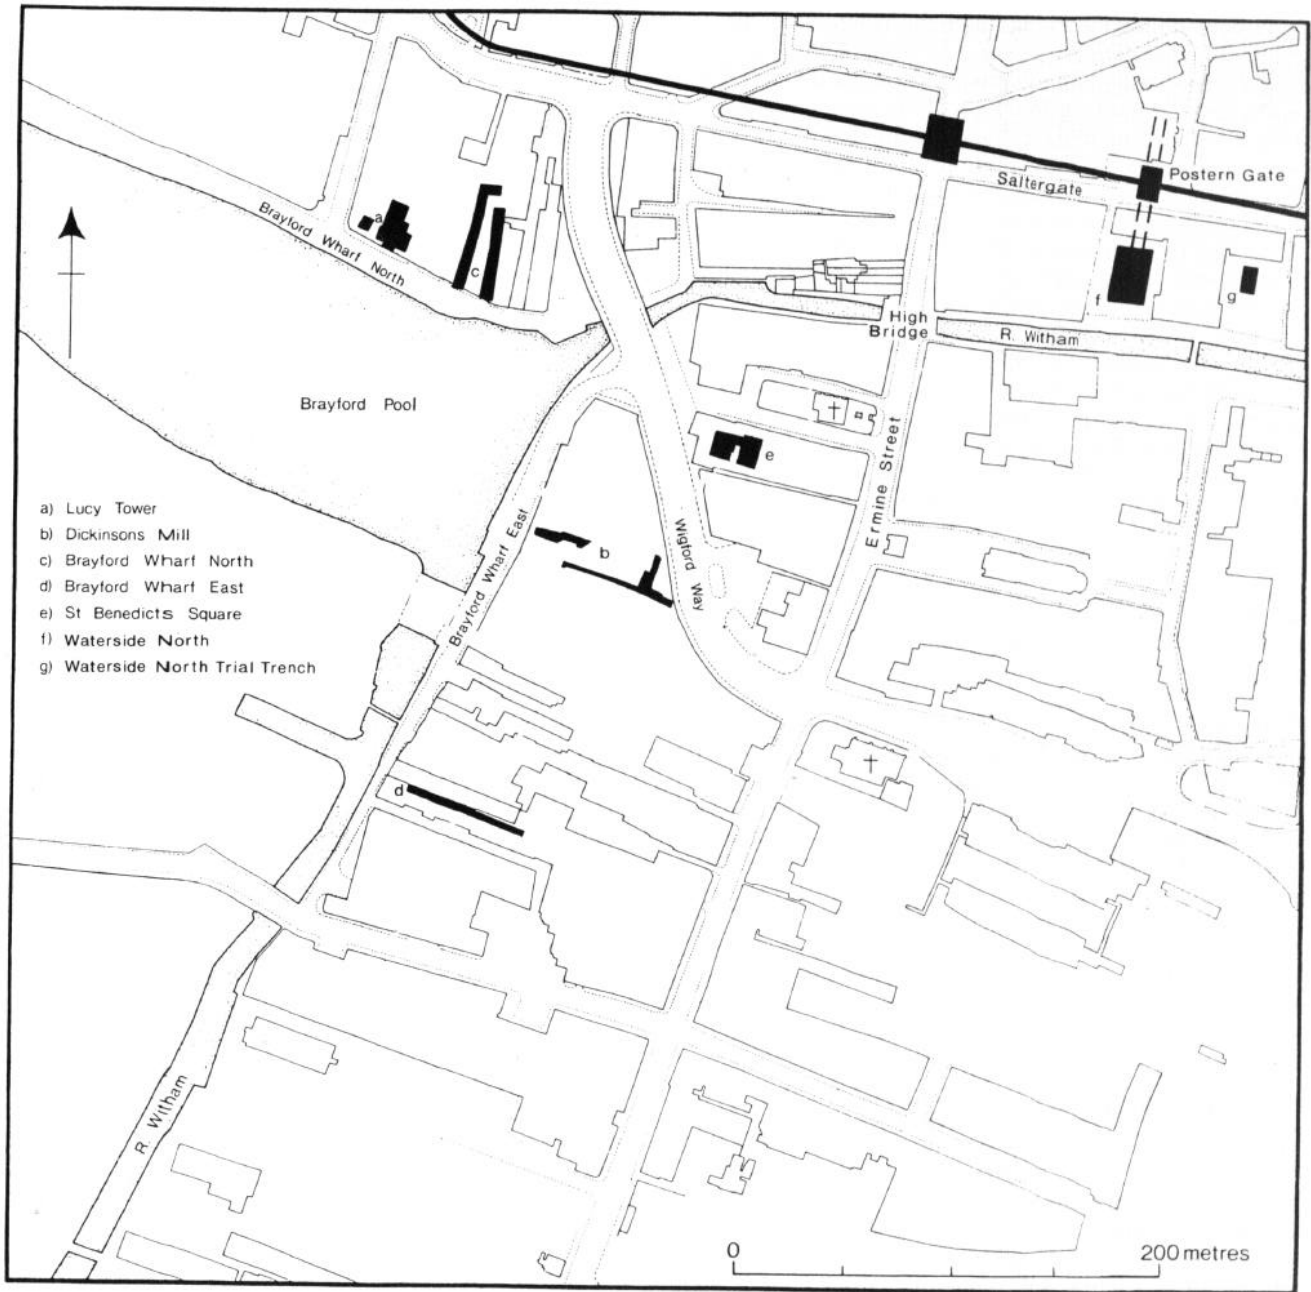 Saltergate
Postern Gate
Brayford Wharf North
a
c
f
g
High
Bridge
R. Witham
Brayford Pool
Ermine Street
e
a) Lucy Tower
b) Dickinsons Mill
c) Brayford Wharf North
d) Brayford Wharf East
e) St Benedicts Square
f) Waterside North
g) Waterside North Trial Trench
Brayford Wharf East
b
Wigford Way
d
R. Witham
0
200 metres